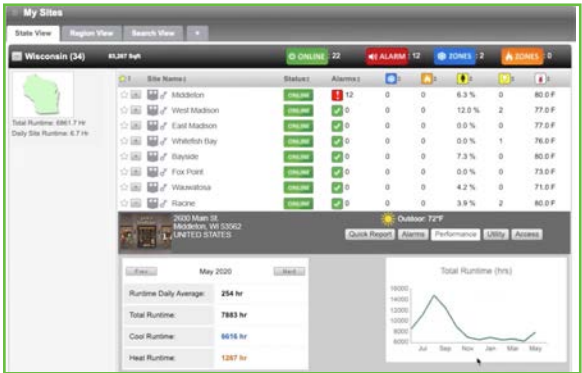 My Sites
State View Region View Search View +
Wisconsin (34) 83,287 Sqft ONLINE : 22 ALARM : 12 ZONES : 2 ZONES : 0
Site Name Status Alarms
Middleton ONLINE 12 0 0 6.3 % 0 80.0 F
West Madison ONLINE 0 0 0 12.0 % 2 77.0 F
East Madison ONLINE 0 0 0 0.0 % 0 77.0 F
Whitefish Bay ONLINE 0 0 0 0.0 % 1 76.0 F
Bayside ONLINE 0 0 0 7.3 % 0 80.0 F
Fox Point ONLINE 0 0 0 0.0 % 0 73.0 F
Wauwatosa ONLINE 0 0 0 4.2 % 0 71.0 F
Racine ONLINE 0 0 0 3.9 % 2 80.0 F
Total Runtime: 6861.7 Hr
Daily Site Runtime: 6.7 Hr
2600 Main St.
Middleton, WI 53562
UNITED STATES
Outdoor: 72°F
Quick Report Alarms Performance Utility Access
Prev May 2020 Next
Runtime Daily Average: 254 hr
Total Runtime: 7883 hr
Cool Runtime: 6616 hr
Heat Runtime: 1267 hr
Total Runtime (hrs)
16000
14000
12000
10000
8000
6000
Jul Sep Nov Jan Mar May